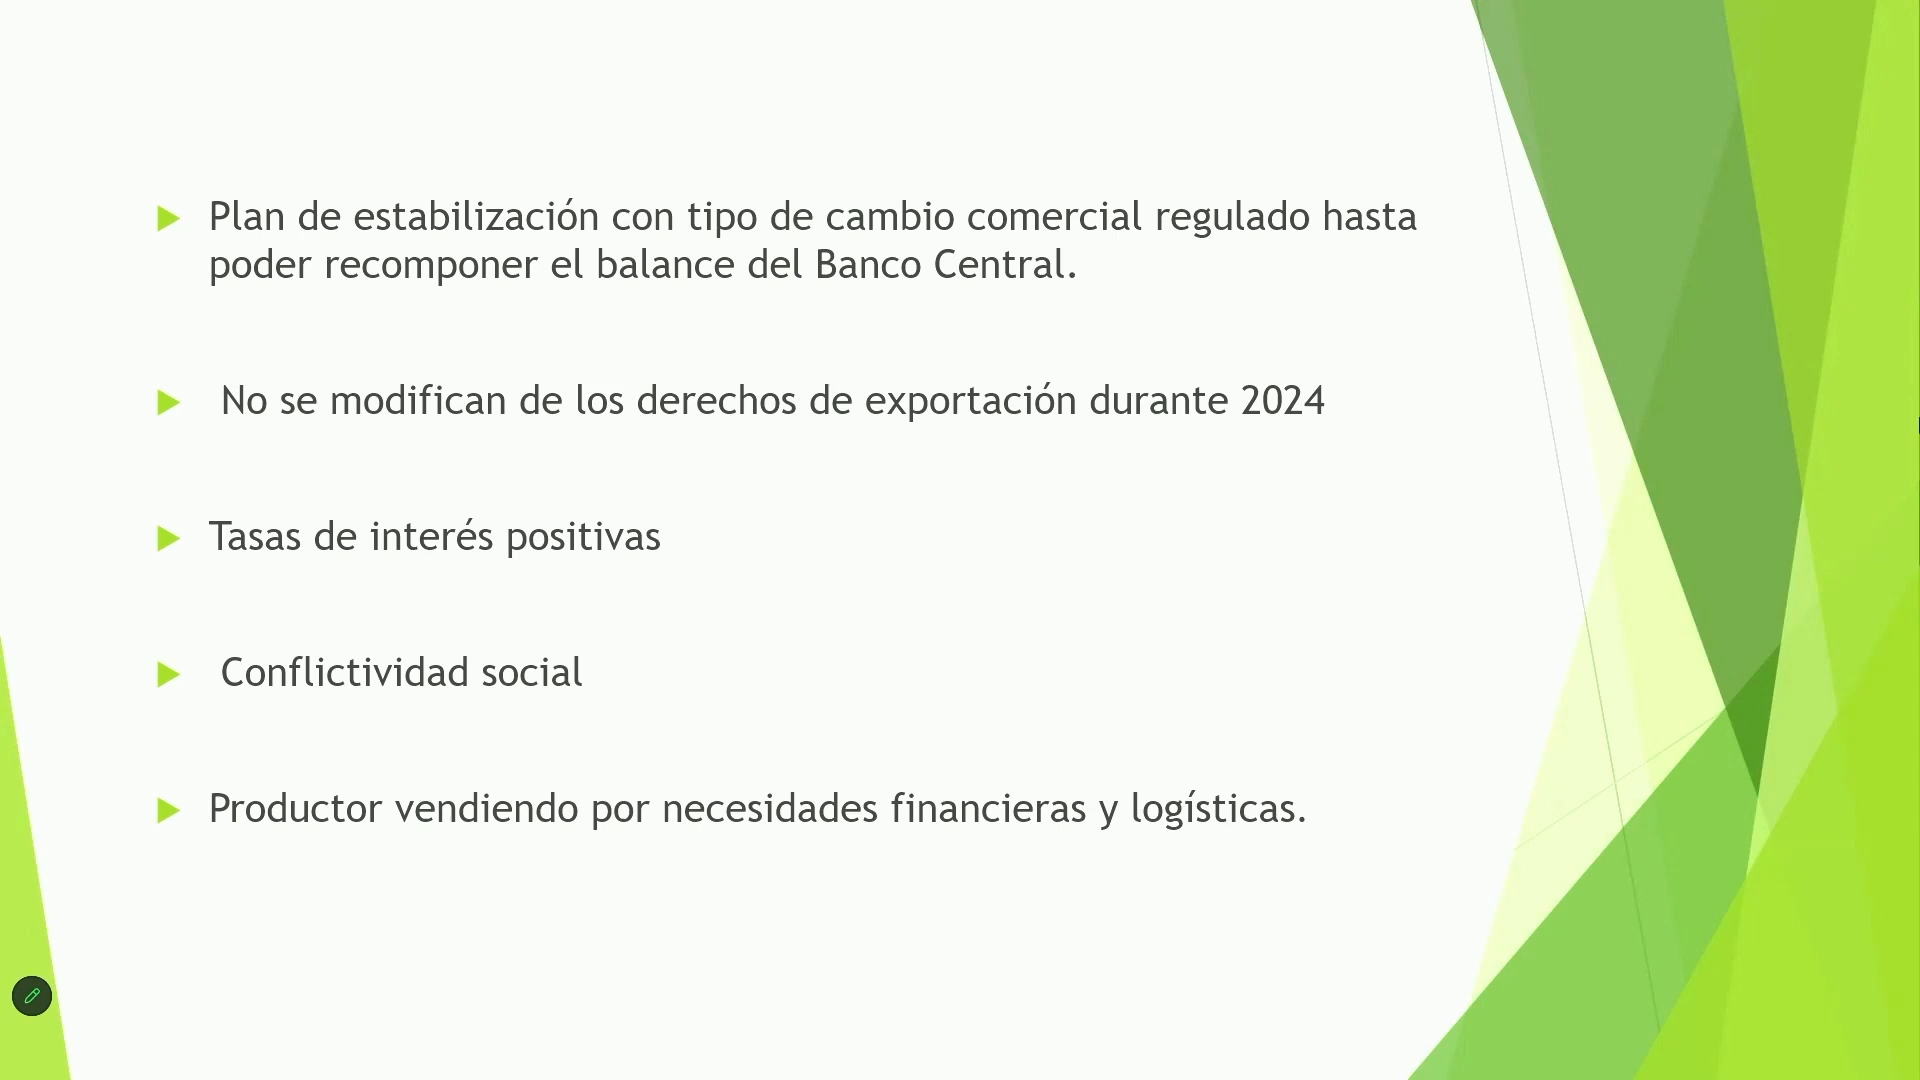 Plan de estabilización con tipo de cambio comercial regulado hasta
poder recomponer el balance del Banco Central.
No se modifican de los derechos de exportación durante 2024
Tasas de interés positivas
Conflictividad social
Productor vendiendo por necesidades financieras y logísticas.